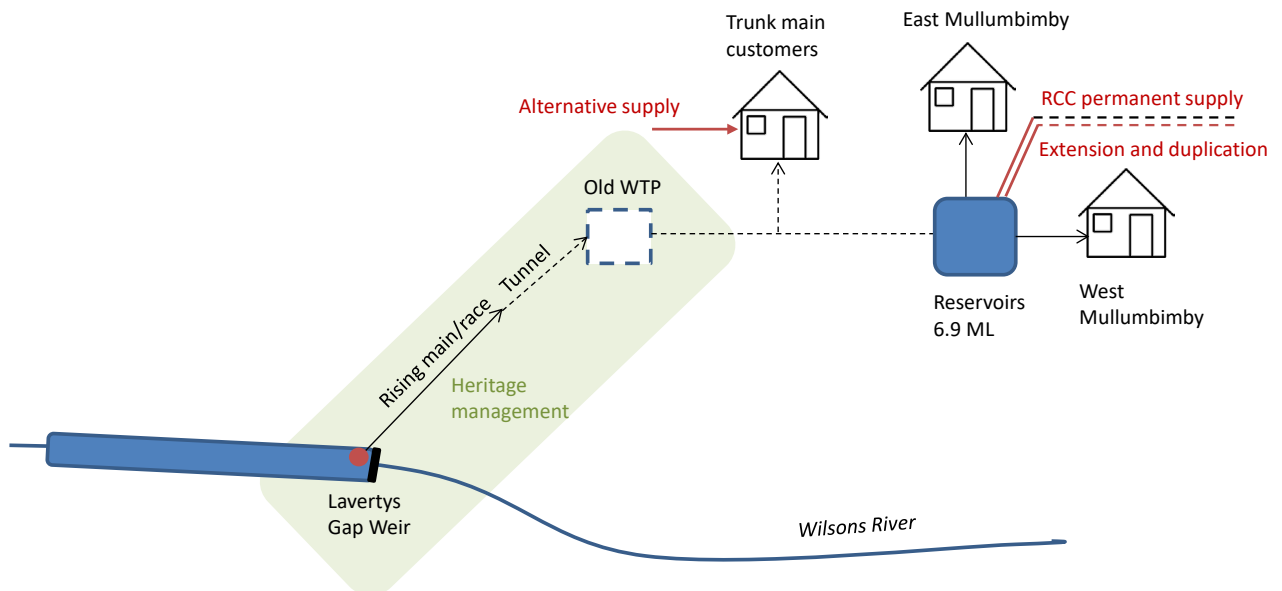 Trunk main
customers
East Mullumbimby
Alternative supply
RCC permanent supply
Extension and duplication
Old WTP
Tunnel
Rising main/race
Heritage
management
Reservoirs
6.9 ML
West
Mullumbimby
Lavertys
Gap Weir
Wilsons River